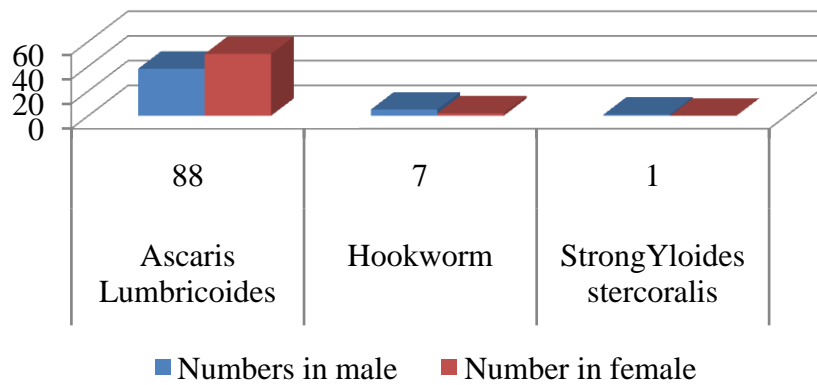 60
40
20
0
88 7 1
Ascaris Lumbricoides
Hookworm
StrongYloides stercoralis
Numbers in male Number in female